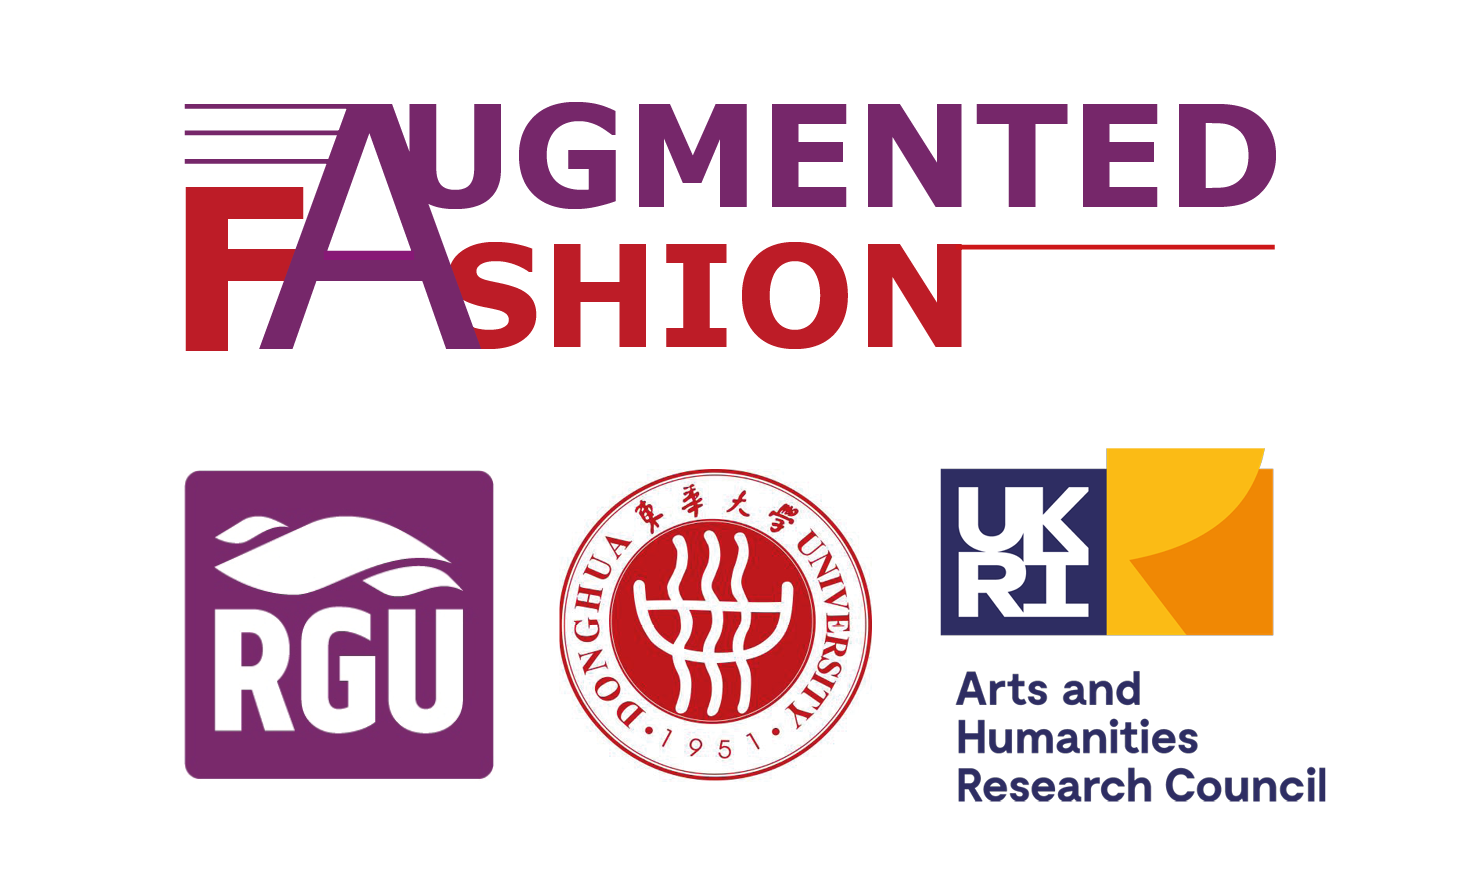 AUGMENTED
FASHION
RGU
東華大學
DONGHUA UNIVERSITY
1951
UK
RI
Arts and
Humanities
Research Council